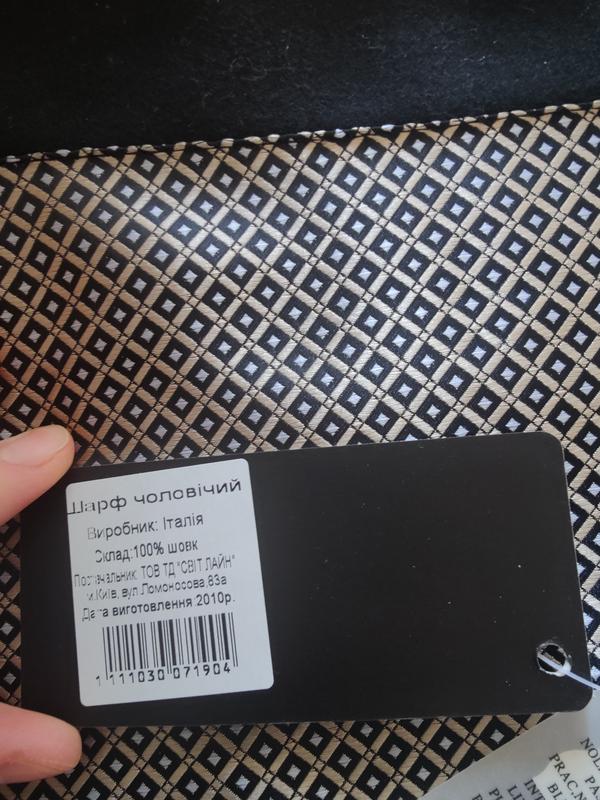 Шарф чоловічий
Виробник: Італія
Склад:100% шовк
Постачальник: ТОВ ТД "СВІТ ЛАЙН"
м.Київ, вул.Ломоносова,83а
Дата виготовлення:2010р.
1 111030 071904
PRAC.N